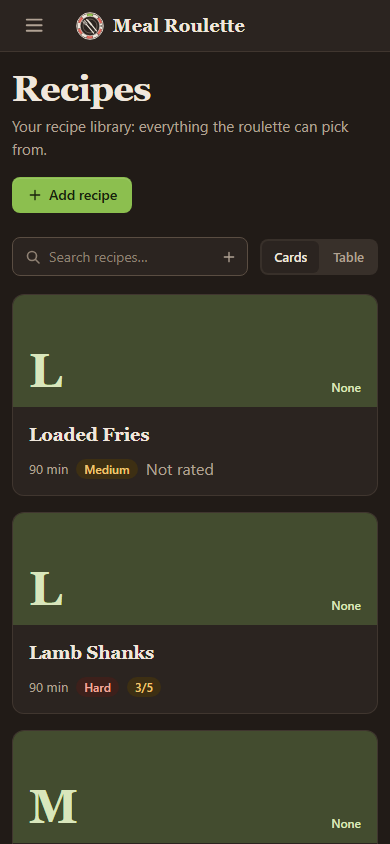 Meal Roulette
Recipes
Your recipe library: everything the roulette can pick
from.
+ Add recipe
Search recipes...
+
Cards
Table
L
None
Loaded Fries
90 min Medium Not rated
L
None
Lamb Shanks
90 min Hard 3/5
M
None